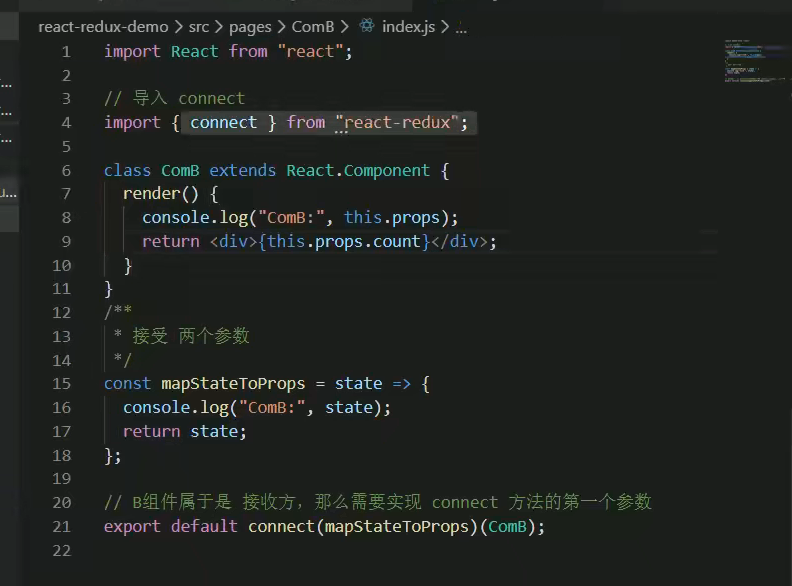 react-redux-demo > src > pages > ComB > index.js > ...
1 import React from "react";
2
3 // 导入 connect
4 import { connect } from "react-redux";
5
6 class ComB extends React.Component {
7 render() {
8 console.log("ComB:", this.props);
9 return <div>{this.props.count}</div>;
10 }
11 }
12 /**
13 * 接受 两个参数
14 */
15 const mapStateToProps = state => {
16 console.log("ComB:", state);
17 return state;
18 };
19
20 // B组件属于是 接收方，那么需要实现 connect 方法的第一个参数
21 export default connect(mapStateToProps)(ComB);
22
...
...
...
u...